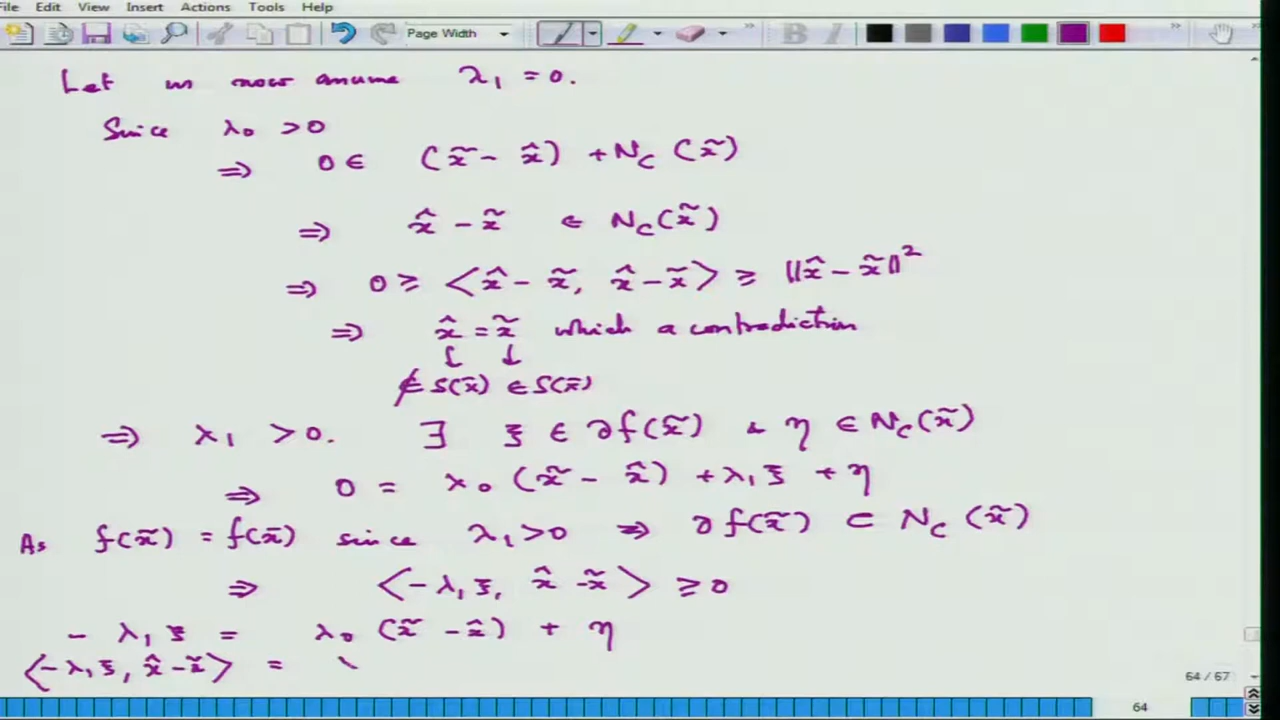 File Edit View Insert Actions Tools Help
Page Width
Let us now assume λ₁ = 0.
Since λ₀ > 0
⇒ 0 ∈ (x̃ - x̂) + N_C (x̃)
⇒ x̂ - x̃ ∈ N_C(x̃)
⇒ 0 ≥ <x̂ - x̃, x̂ - x̃> ≥ ||x̂ - x̃||²
⇒ x̂ = x̃ which a contradiction
↓ ↓
∉ S(x̄) ∈ S(x̄)
⇒ λ₁ > 0. ∃ ξ ∈ ∂f(x̃) & η ∈ N_C(x̃)
⇒ 0 = λ₀ (x̃ - x̂) + λ₁ξ + η
As f(x̃) = f(x̄) since λ₁ > 0 ⇒ ∂f(x̃) ⊂ N_C (x̃)
⇒ <-λ₁ξ, x̂ - x̃> ≥ 0
- λ₁ξ = λ₀ (x̃ - x̂) + η
<-λ₁ξ, x̂ - x̃> =
64 / 67
64